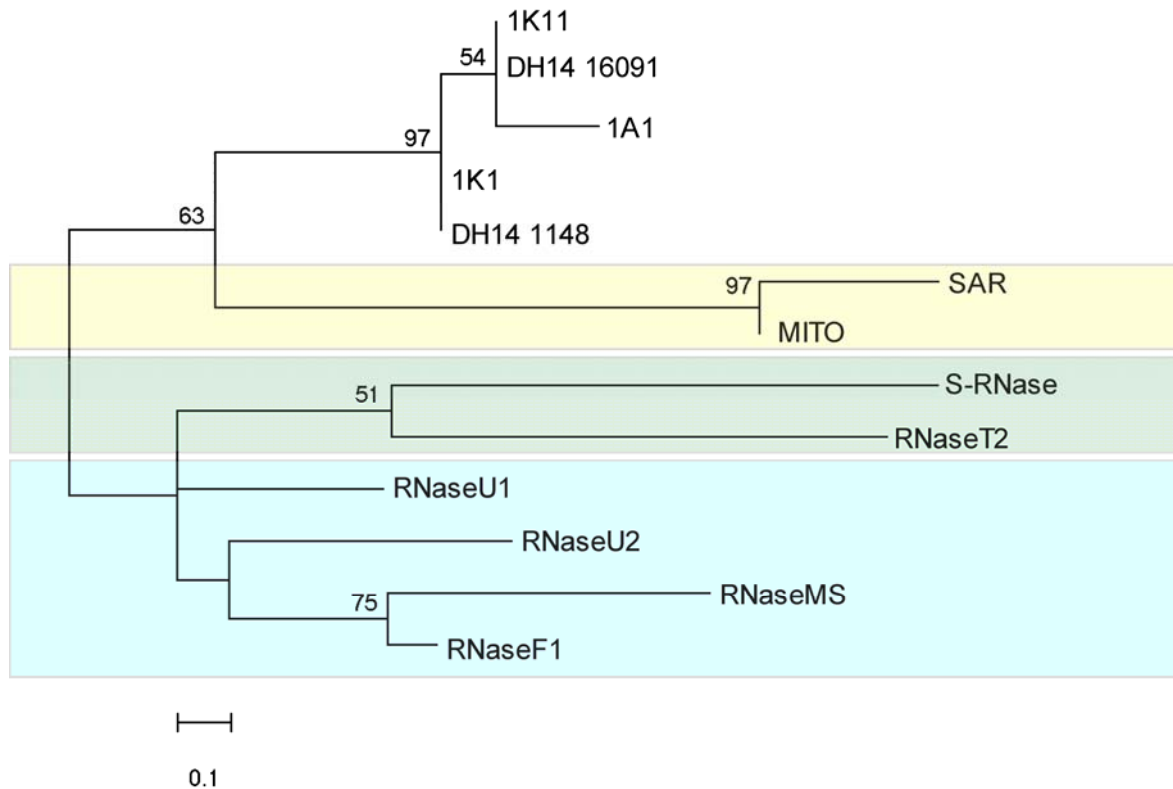 1K11
54
DH14 16091
1A1
97
1K1
63
DH14 1148
97
SAR
MITO
S-RNase
51
RNaseT2
RNaseU1
RNaseU2
RNaseMS
75
RNaseF1
0.1